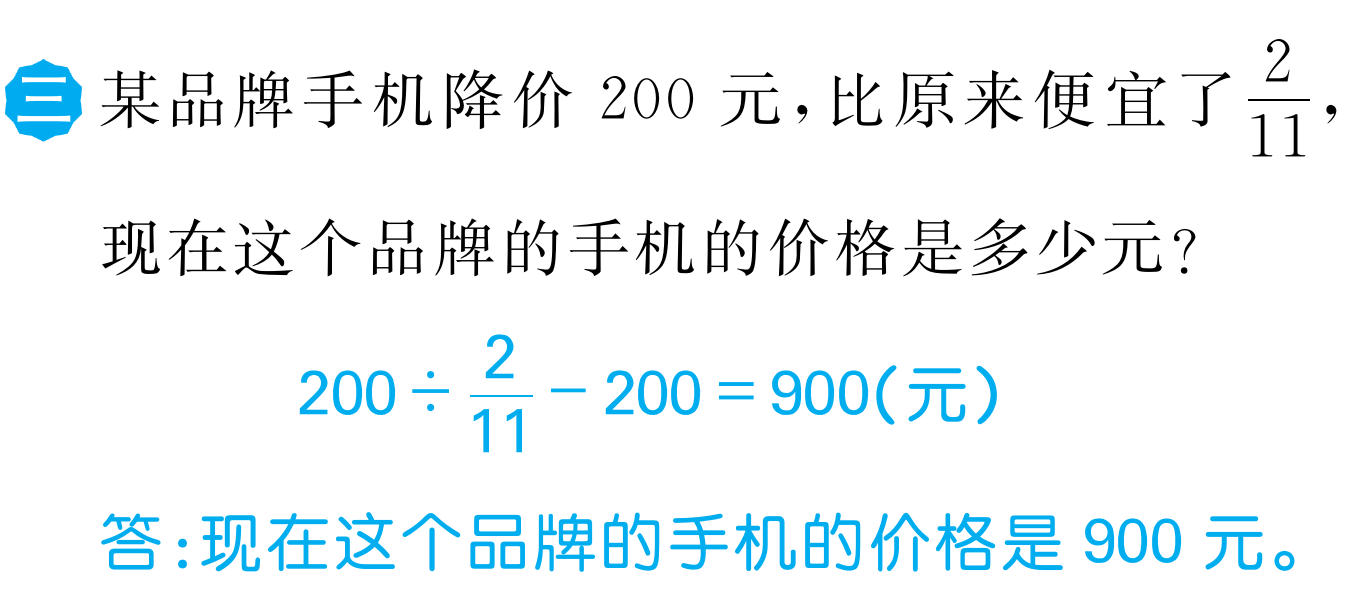 三 某品牌手机降价 200 元,比原来便宜了 2/11,
现在这个品牌的手机的价格是多少元?
200 ÷ 2/11 - 200 = 900(元)
答:现在这个品牌的手机的价格是 900 元。